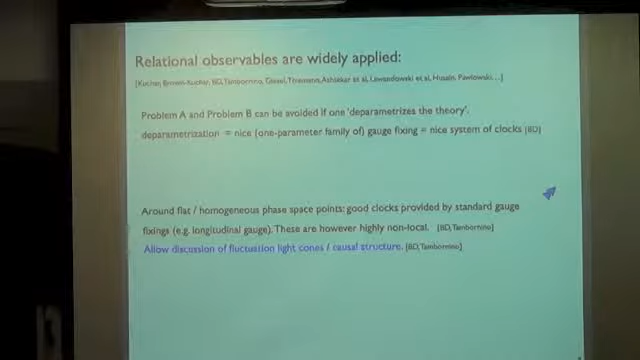 Relational observables are widely applied:
[Kuchar, Brown-Kuchar, BD, Tambornino, Giesel, Thiemann, Ashtekar et al, Lewandowski et al, Husain, Pawlowski, ...]
Problem A and Problem B can be avoided if one 'deparametrizes the theory'.
deparametrization = nice (one-parameter family of) gauge fixing = nice system of clocks [BD]
Around flat / homogeneous phase space points: good clocks provided by standard gauge
fixings (e.g. longitudinal gauge). These are however highly non-local. [BD, Tambornino]
Allow discussion of fluctuation light cones / causal structure. [BD, Tambornino]